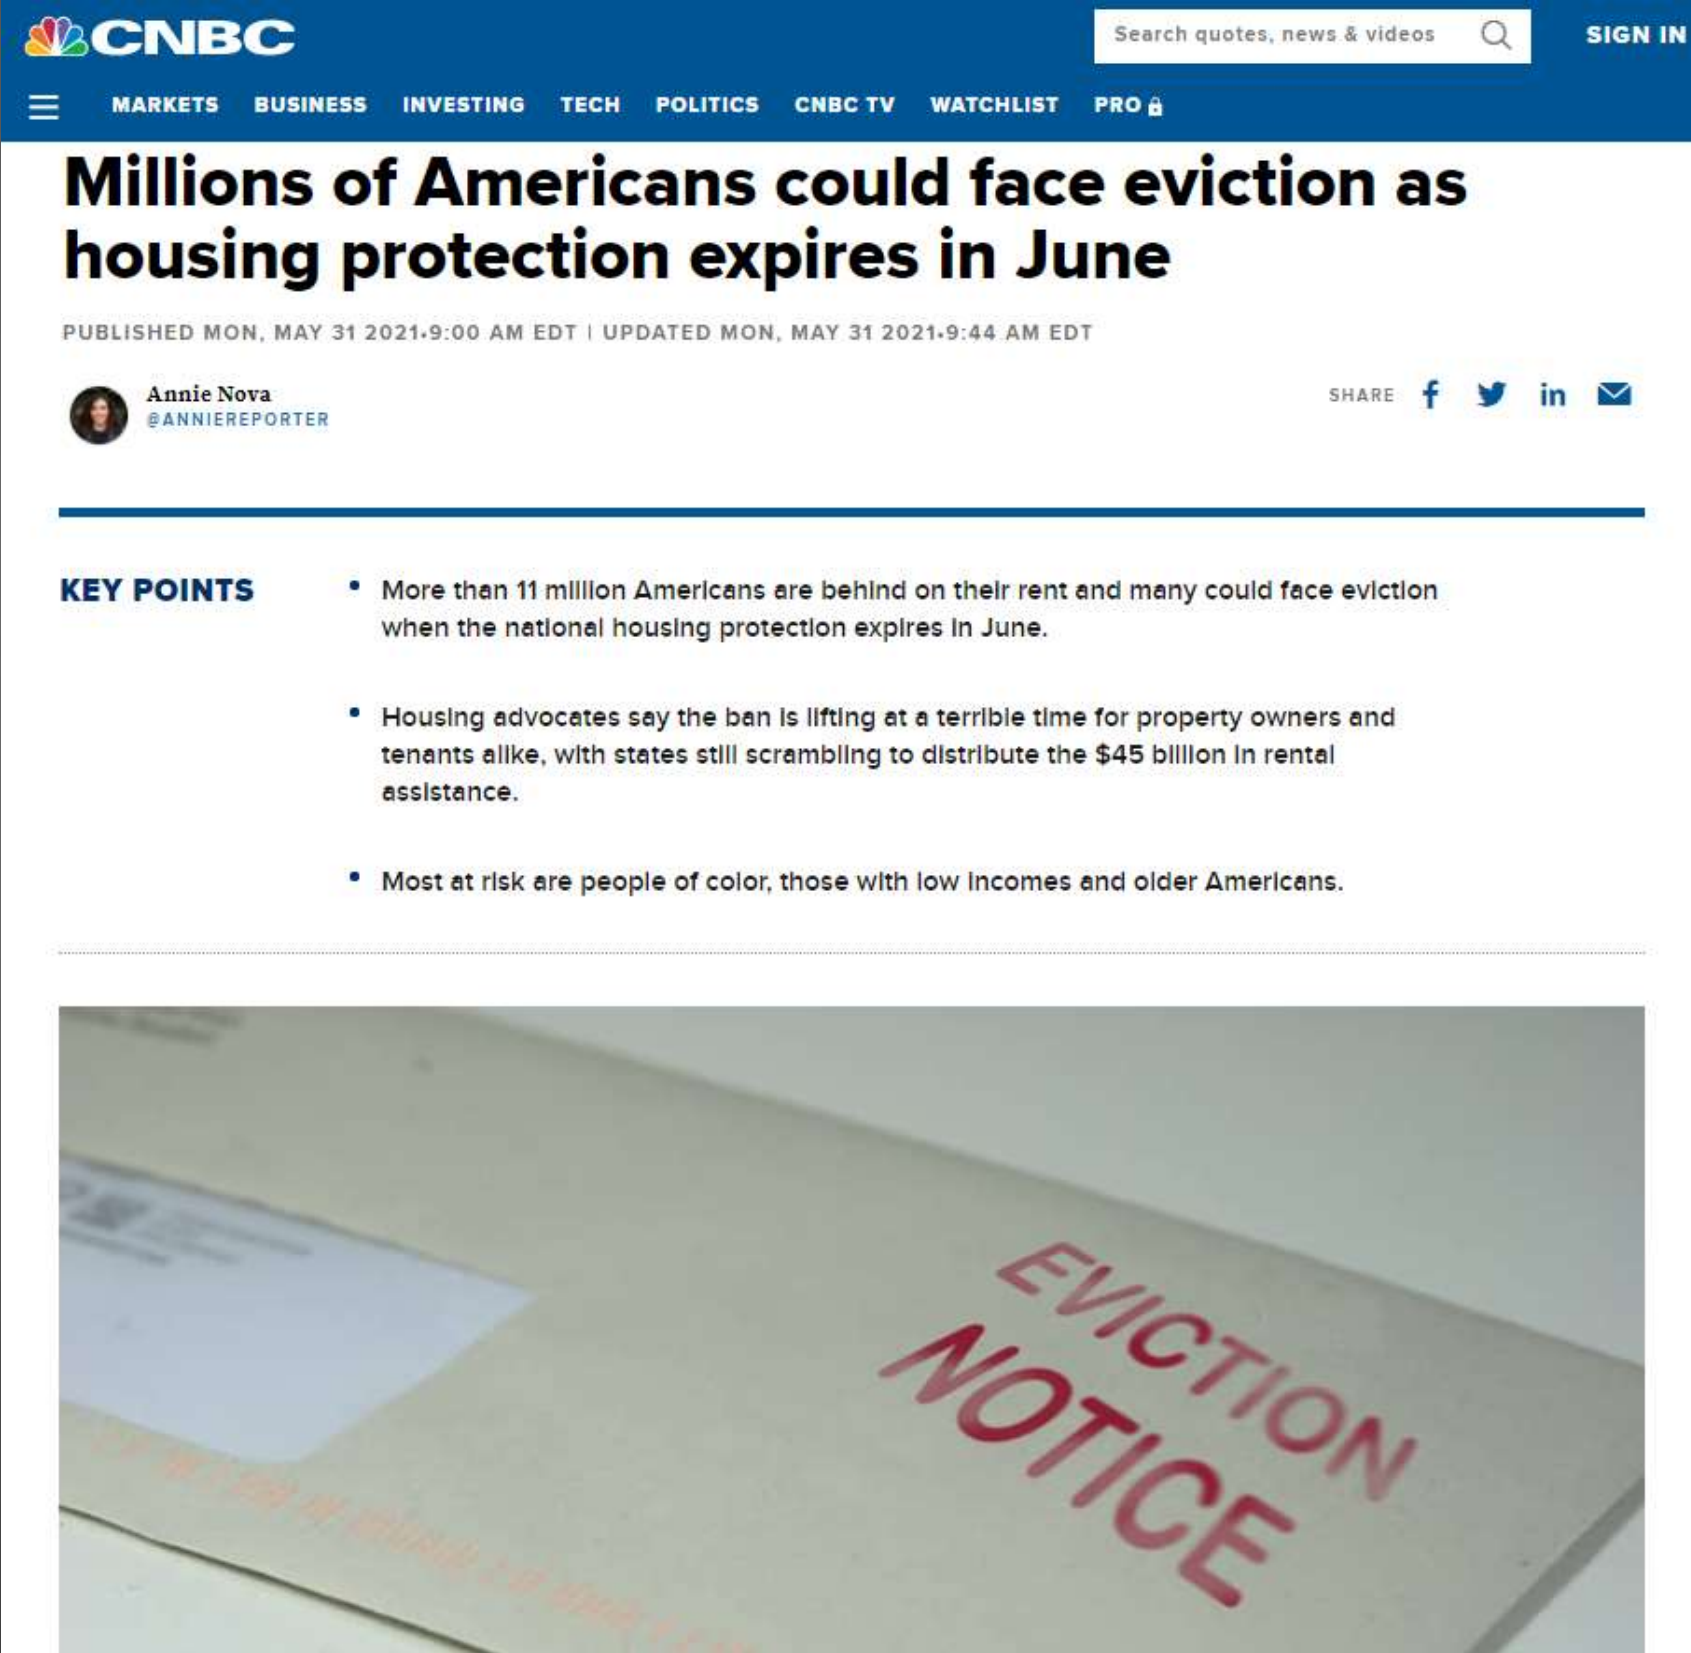 CNBC
Search quotes, news & videos
SIGN IN
MARKETS BUSINESS INVESTING TECH POLITICS CNBC TV WATCHLIST PRO
Millions of Americans could face eviction as
housing protection expires in June
PUBLISHED MON, MAY 31 2021•9:00 AM EDT | UPDATED MON, MAY 31 2021•9:44 AM EDT
Annie Nova
@ANNIEREPORTER
SHARE
KEY POINTS
• More than 11 million Americans are behind on their rent and many could face eviction
when the national housing protection expires in June.
• Housing advocates say the ban is lifting at a terrible time for property owners and
tenants alike, with states still scrambling to distribute the $45 billion in rental
assistance.
• Most at risk are people of color, those with low incomes and older Americans.
EVICTION
NOTICE